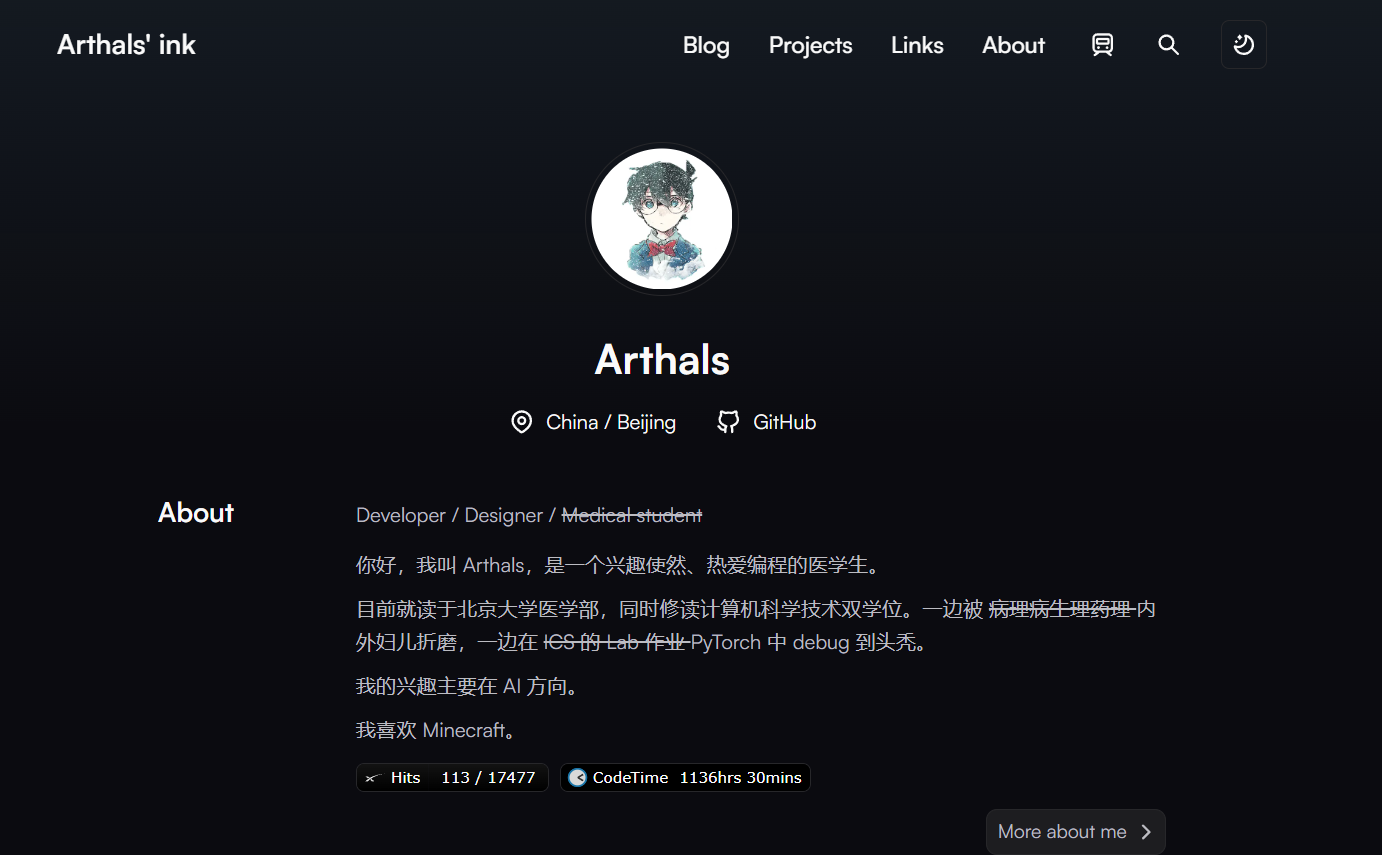 Arthals' ink
Blog Projects Links About
Arthals
China / Beijing GitHub
About
Developer / Designer / Medical student
你好，我叫 Arthals，是一个兴趣使然、热爱编程的医学生。
目前就读于北京大学医学部，同时修读计算机科学技术双学位。一边被 病理病生理药理 内
外妇儿折磨，一边在 ICS 的 Lab 作业 PyTorch 中 debug 到头秃。
我的兴趣主要在 AI 方向。
我喜欢 Minecraft。
Hits 113 / 17477 CodeTime 1136hrs 30mins
More about me